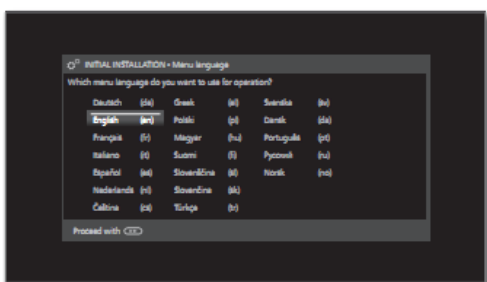 INITIAL INSTALLATION • Menu language
Which menu language do you want to use for operation?
Deutsch (de) Greek (el) Svenska (sv)
English (en) Polski (pl) Dansk (da)
Français (fr) Magyar (hu) Português (pt)
Italiano (it) Suomi (fi) Русский (ru)
Español (es) Slovenščina (sl) Norsk (no)
Nederlands (nl) Slovenčina (sk)
Čeština (cs) Türkçe (tr)
Proceed with OK